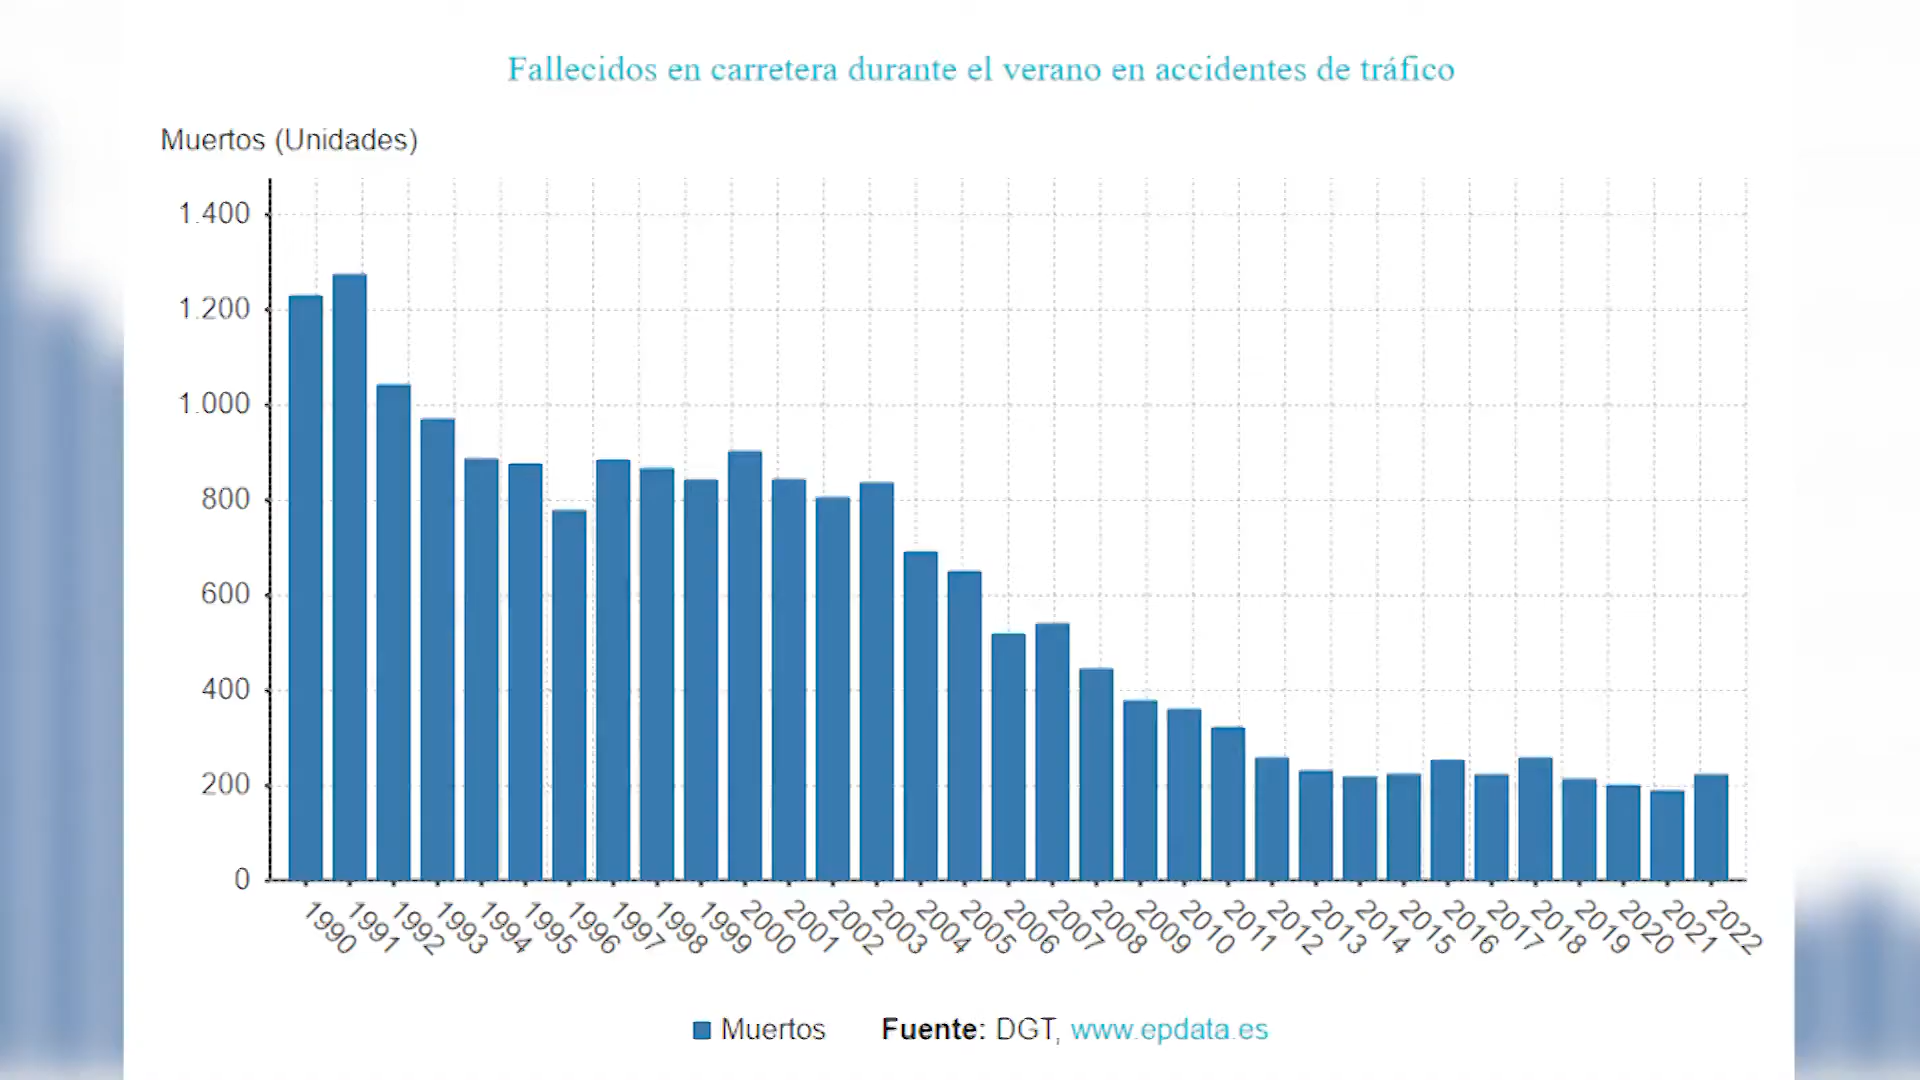 Fallecidos en carretera durante el verano en accidentes de tráfico
Muertos (Unidades)
1.400
1.200
1.000
800
600
400
200
0
1990 1991 1992 1993 1994 1995 1996 1997 1998 1999 2000 2001 2002 2003 2004 2005 2006 2007 2008 2009 2010 2011 2012 2013 2014 2015 2016 2017 2018 2019 2020 2021 2022
Muertos Fuente: DGT, www.epdata.es